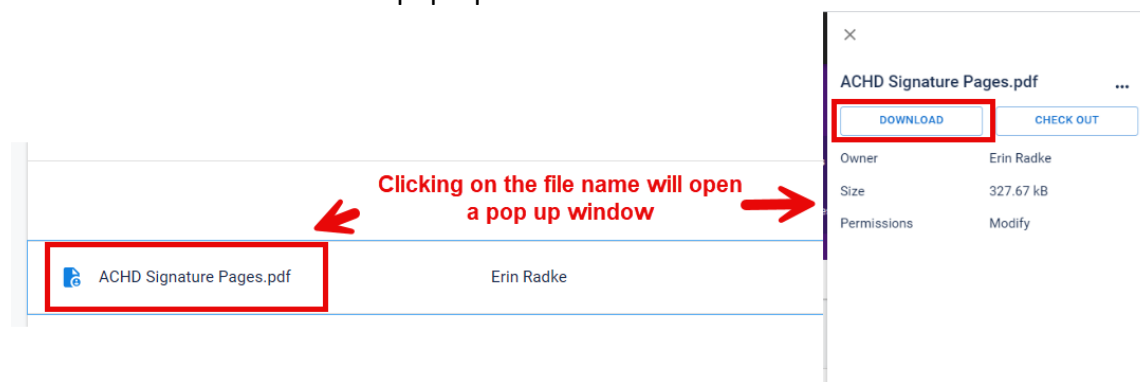 ACHD Signature Pages.pdf
...
DOWNLOAD
CHECK OUT
Owner
Erin Radke
Size
327.67 kB
Permissions
Modify
Clicking on the file name will open
a pop up window
ACHD Signature Pages.pdf
Erin Radke